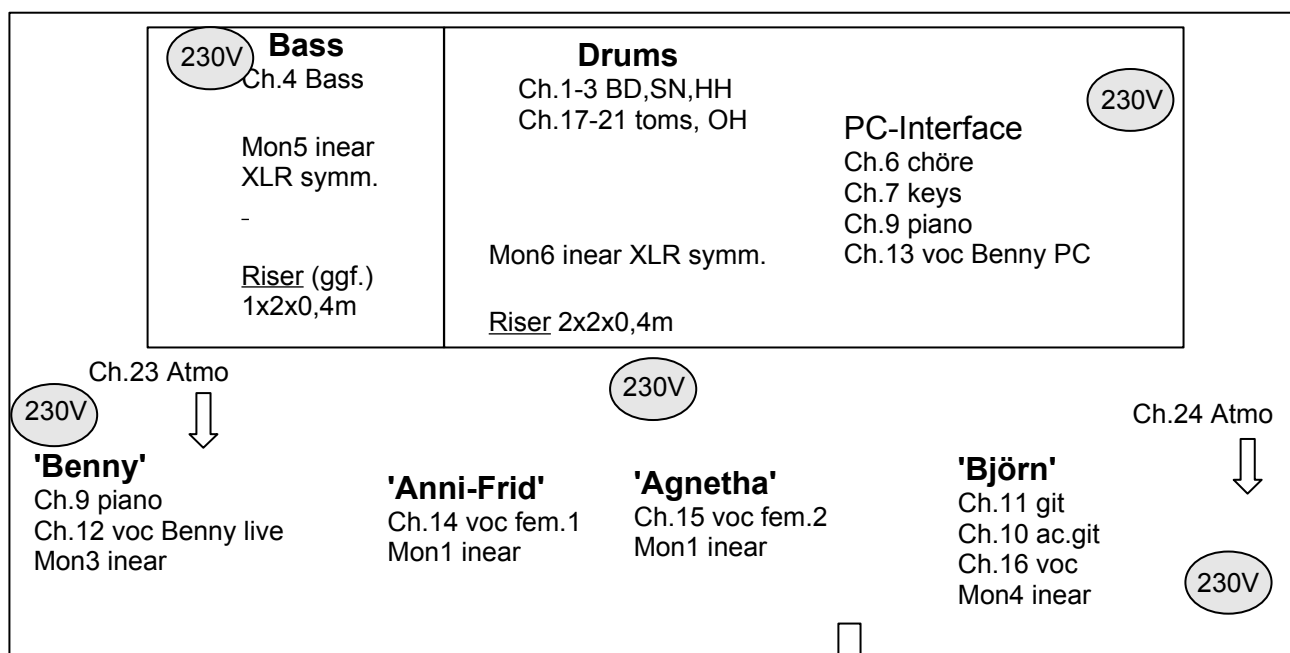 230V
Bass
Ch.4 Bass
Mon5 inear
XLR symm.
-
Riser (ggf.)
1x2x0,4m
Drums
Ch.1-3 BD,SN,HH
Ch.17-21 toms, OH
Mon6 inear XLR symm.
Riser 2x2x0,4m
230V
PC-Interface
Ch.6 chöre
Ch.7 keys
Ch.9 piano
Ch.13 voc Benny PC
Ch.23 Atmo
230V
230V
Ch.24 Atmo
'Benny'
Ch.9 piano
Ch.12 voc Benny live
Mon3 inear
'Anni-Frid'
Ch.14 voc fem.1
Mon1 inear
'Agnetha'
Ch.15 voc fem.2
Mon1 inear
'Björn'
Ch.11 git
Ch.10 ac.git
Ch.16 voc
Mon4 inear
230V